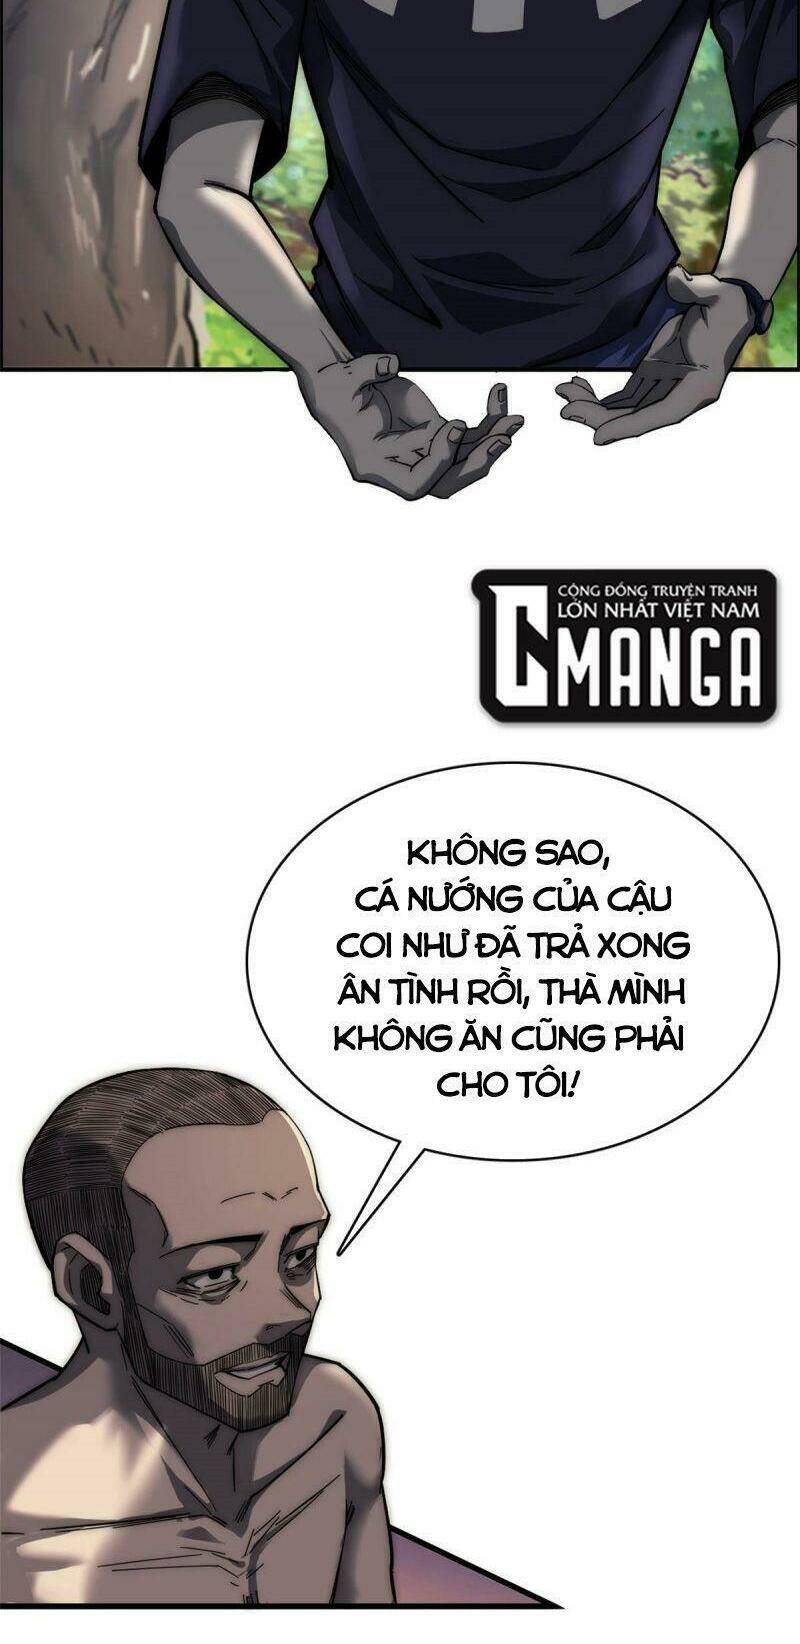 CỘNG ĐỒNG TRUYỆN TRANH
LỚN NHẤT VIỆT NAM
CMANGA
KHÔNG SAO,
CÁ NƯỚNG CỦA CẬU
COI NHƯ ĐÃ TRẢ XONG
ÂN TÌNH RỒI, THÀ MÌNH
KHÔNG ĂN CŨNG PHẢI
CHO TÔI!